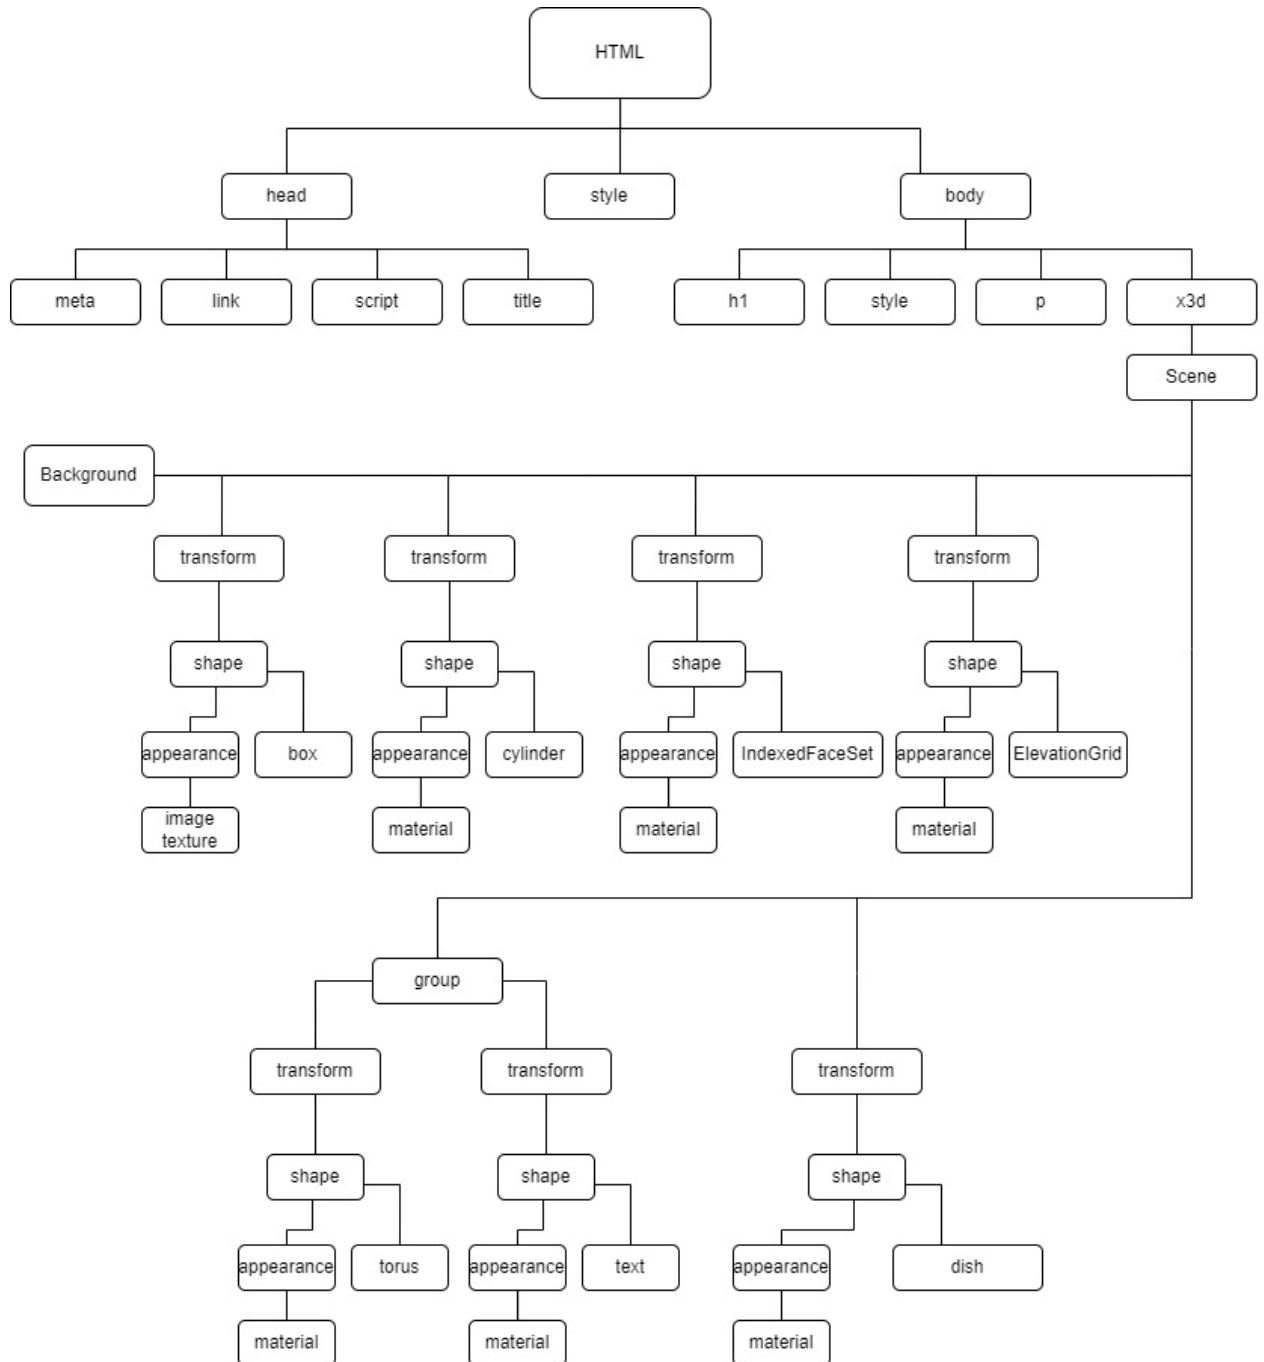 HTML
head
style
body
meta
link
script
title
h1
style
p
x3d
Scene
Background
transform
transform
transform
transform
shape
shape
shape
shape
appearance
box
appearance
cylinder
appearance
IndexedFaceSet
appearance
ElevationGrid
image
texture
material
material
material
group
transform
transform
transform
shape
shape
shape
appearance
torus
appearance
text
appearance
dish
material
material
material